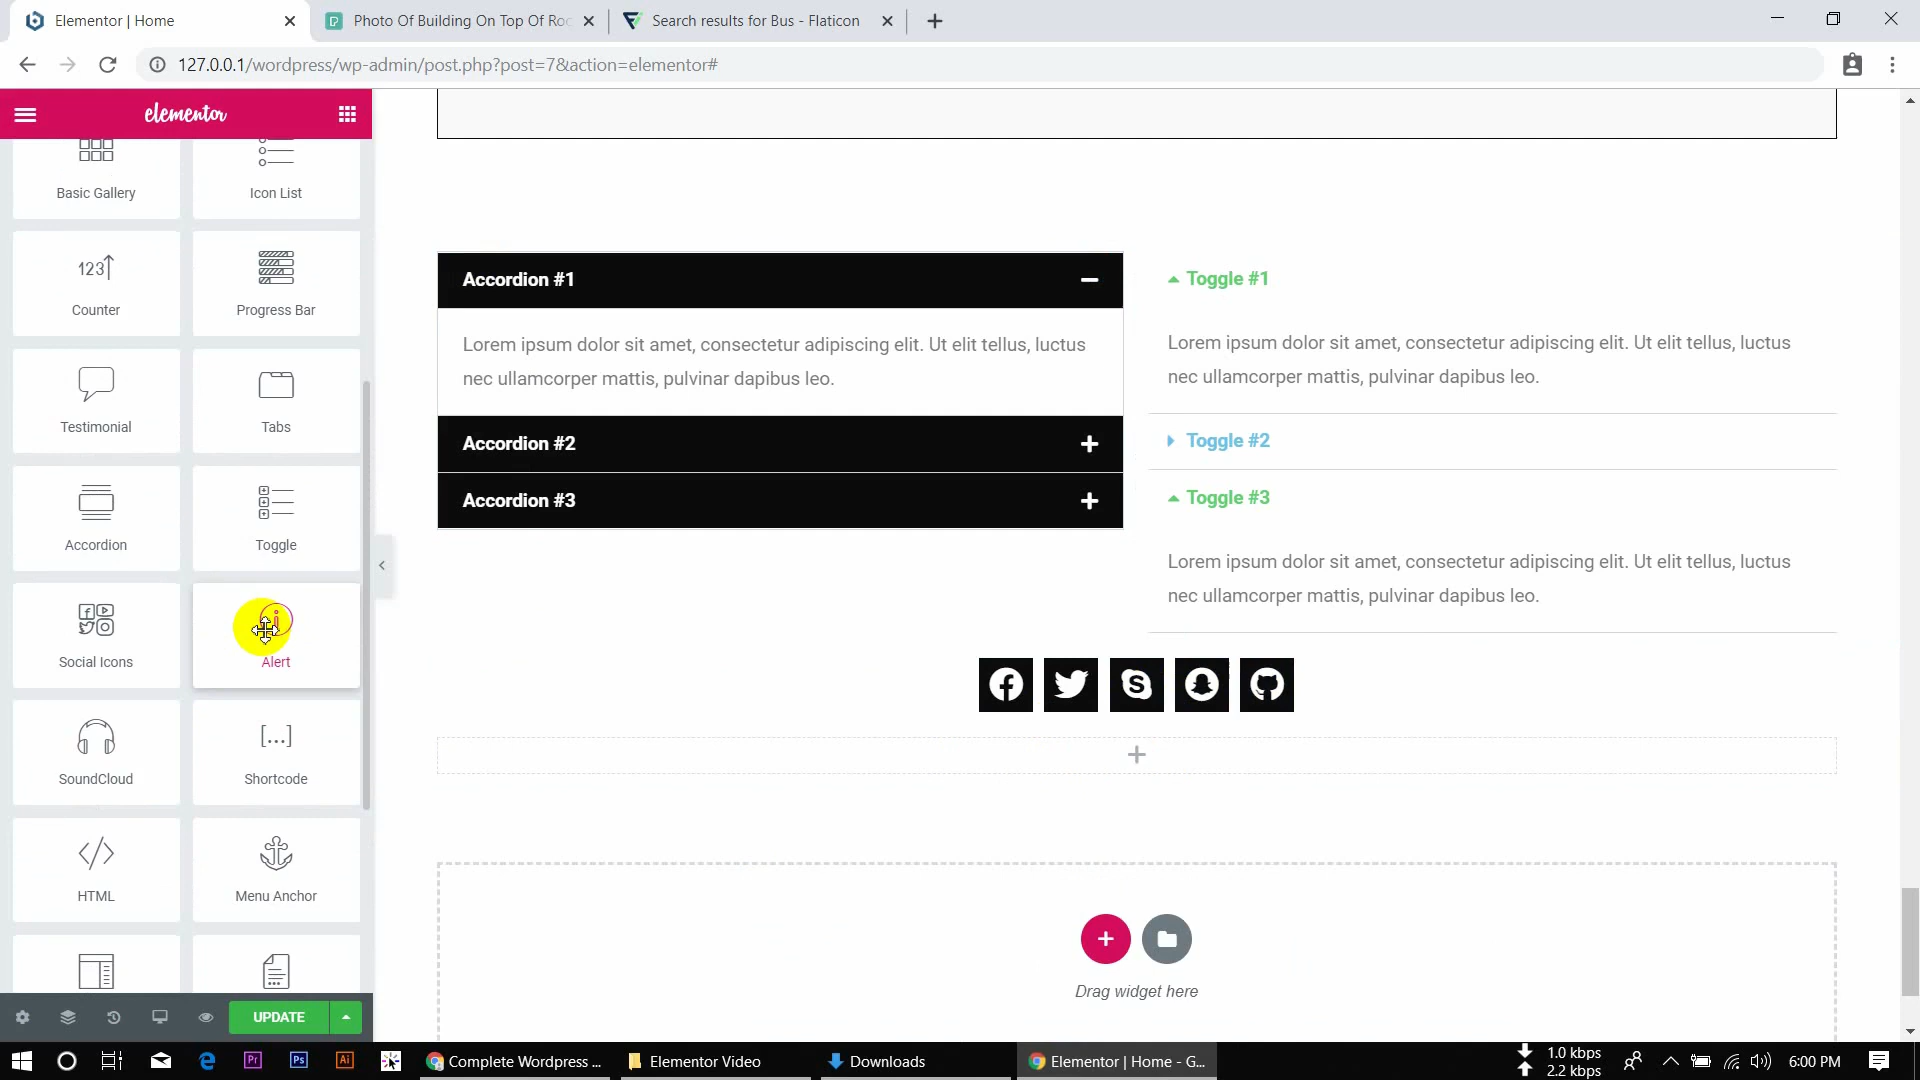 Elementor | Home
Photo Of Building On Top Of Roc
Search results for Bus - Flaticon
127.0.0.1/wordpress/wp-admin/post.php?post=7&action=elementor#
elementor
Basic Gallery
Icon List
123
Counter
Progress Bar
Testimonial
Tabs
Accordion
Toggle
Social Icons
Alert
SoundCloud
[...]
Shortcode
</>
HTML
Menu Anchor
UPDATE
Accordion #1
Lorem ipsum dolor sit amet, consectetur adipiscing elit. Ut elit tellus, luctus
nec ullamcorper mattis, pulvinar dapibus leo.
Accordion #2
Accordion #3
Toggle #1
Lorem ipsum dolor sit amet, consectetur adipiscing elit. Ut elit tellus, luctus
nec ullamcorper mattis, pulvinar dapibus leo.
Toggle #2
Toggle #3
Lorem ipsum dolor sit amet, consectetur adipiscing elit. Ut elit tellus, luctus
nec ullamcorper mattis, pulvinar dapibus leo.
Drag widget here
Pr
Ps
Ai
Complete Wordpress ...
Elementor Video
Downloads
Elementor | Home - G...
1.0 kbps
2.2 kbps
6:00 PM